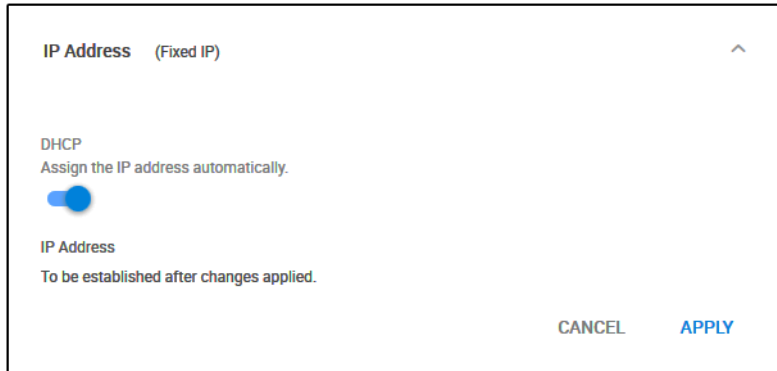 IP Address (Fixed IP)
DHCP
Assign the IP address automatically.
IP Address
To be established after changes applied.
CANCEL APPLY